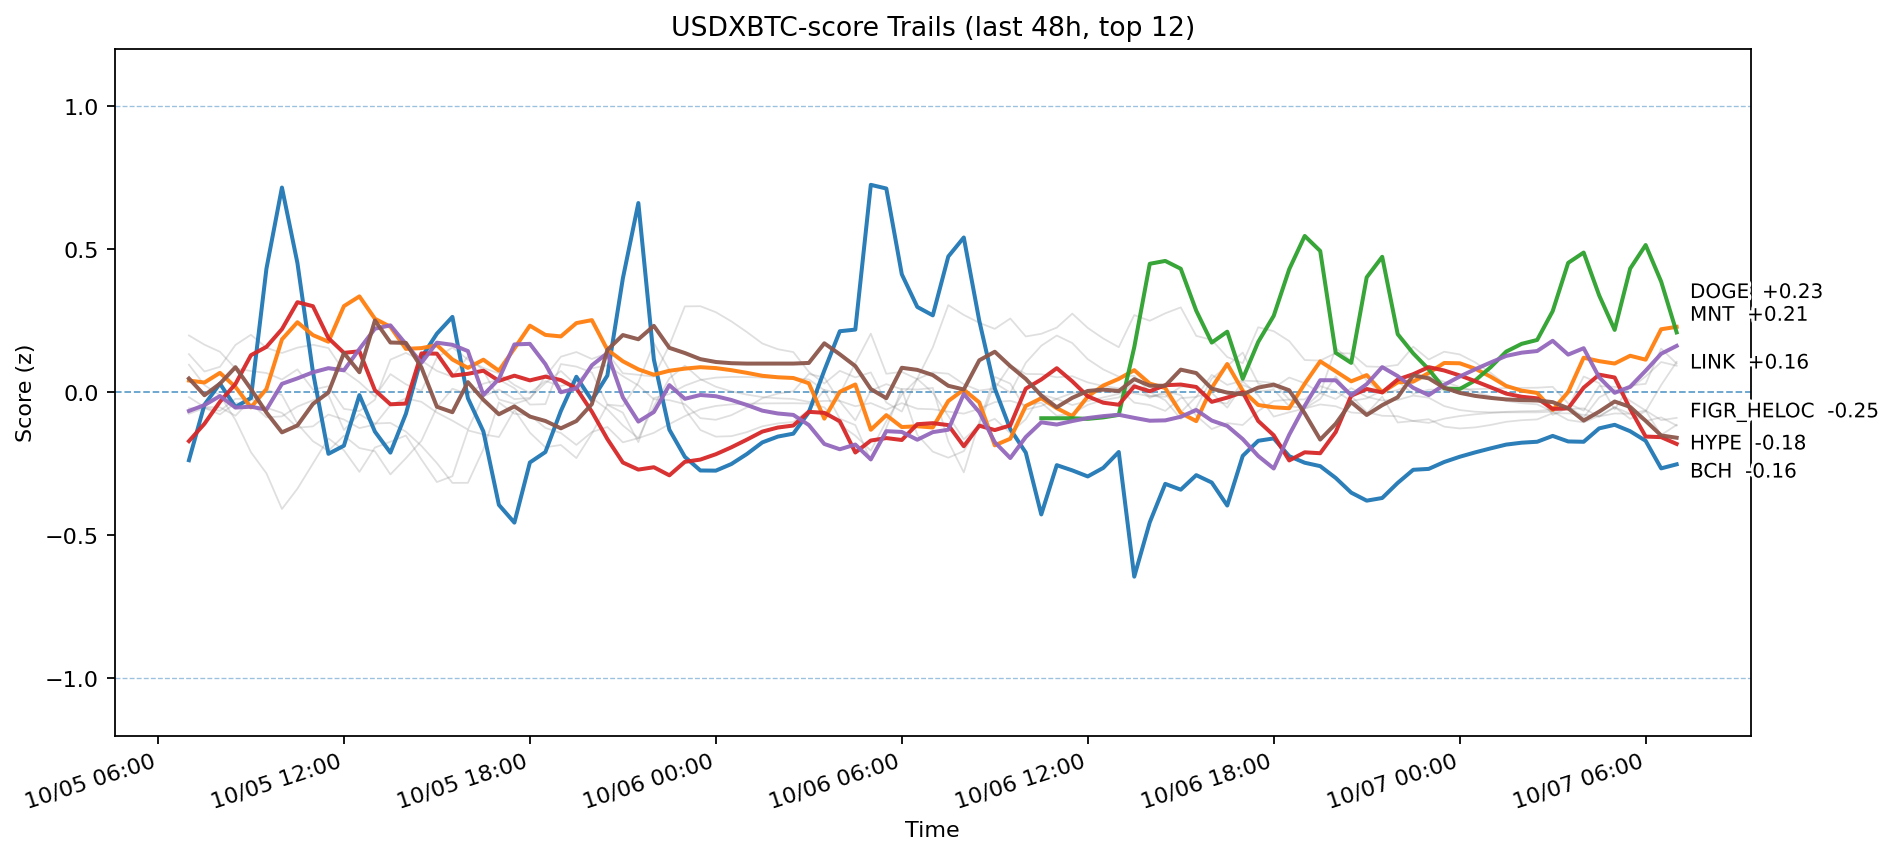 USDXBTC-score Trails (last 48h, top 12)
Score (z)
1.0
0.5
0.0
−0.5
−1.0
DOGE +0.23
MNT +0.21
LINK +0.16
FIGR_HELOC -0.25
HYPE -0.18
BCH -0.16
10/05 06:00
10/05 12:00
10/05 18:00
10/06 00:00
10/06 06:00
10/06 12:00
10/06 18:00
10/07 00:00
10/07 06:00
Time